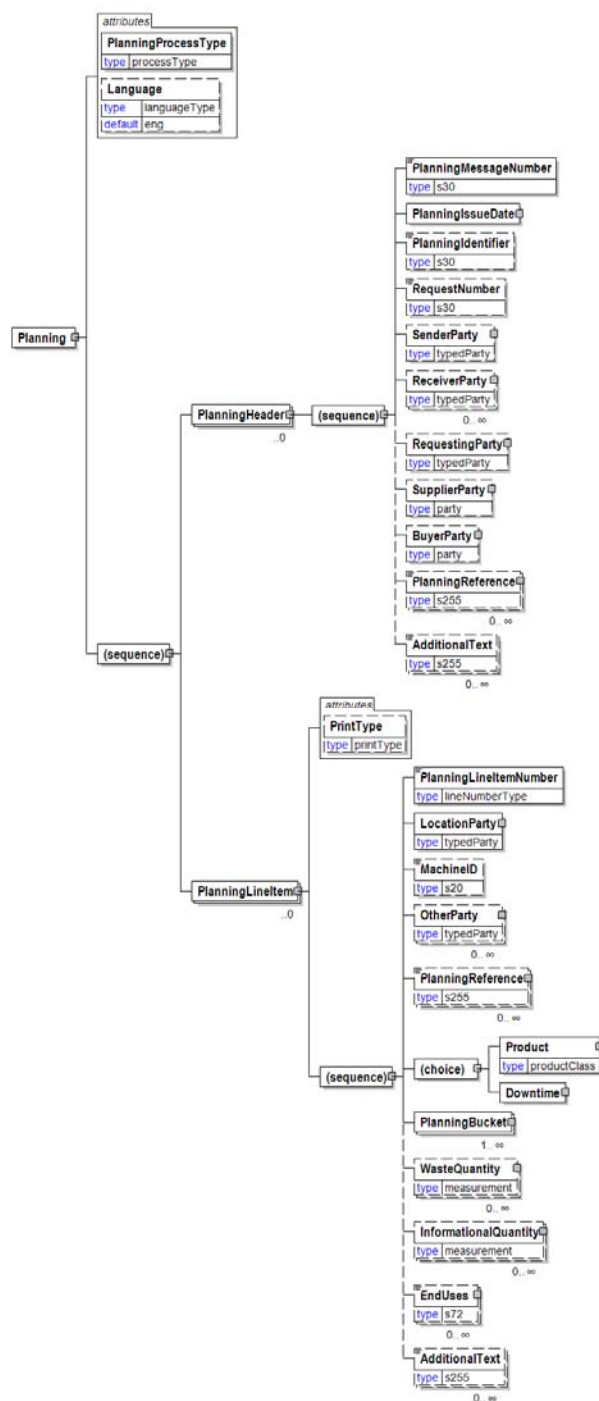 attributes
PlanningProcessType
type processType
Language
type languageType
default eng
PlanningMessageNumber
type s30
PlanningIssueDate
PlanningIdentifier
type s30
RequestNumber
type s30
Planning
SenderParty
type typedParty
ReceiverParty
type typedParty
0.. ∞
PlanningHeader
(sequence)
..0
RequestingParty
type typedParty
SupplierParty
type party
BuyerParty
type party
PlanningReference
type s255
0.. ∞
(sequence)
AdditionalText
type s255
0.. ∞
attributes
PrintType
type printType
PlanningLineItemNumber
type lineNumberType
LocationParty
type typedParty
MachineID
type s20
PlanningLineItem
..0
OtherParty
type typedParty
0.. ∞
PlanningReference
type s255
0.. ∞
(sequence)
(choice)
Product
type productClass
Downtime
PlanningBucket
1.. ∞
WasteQuantity
type measurement
0.. ∞
InformationalQuantity
type measurement
0.. ∞
EndUses
type s72
0.. ∞
AdditionalText
type s255
0.. ∞